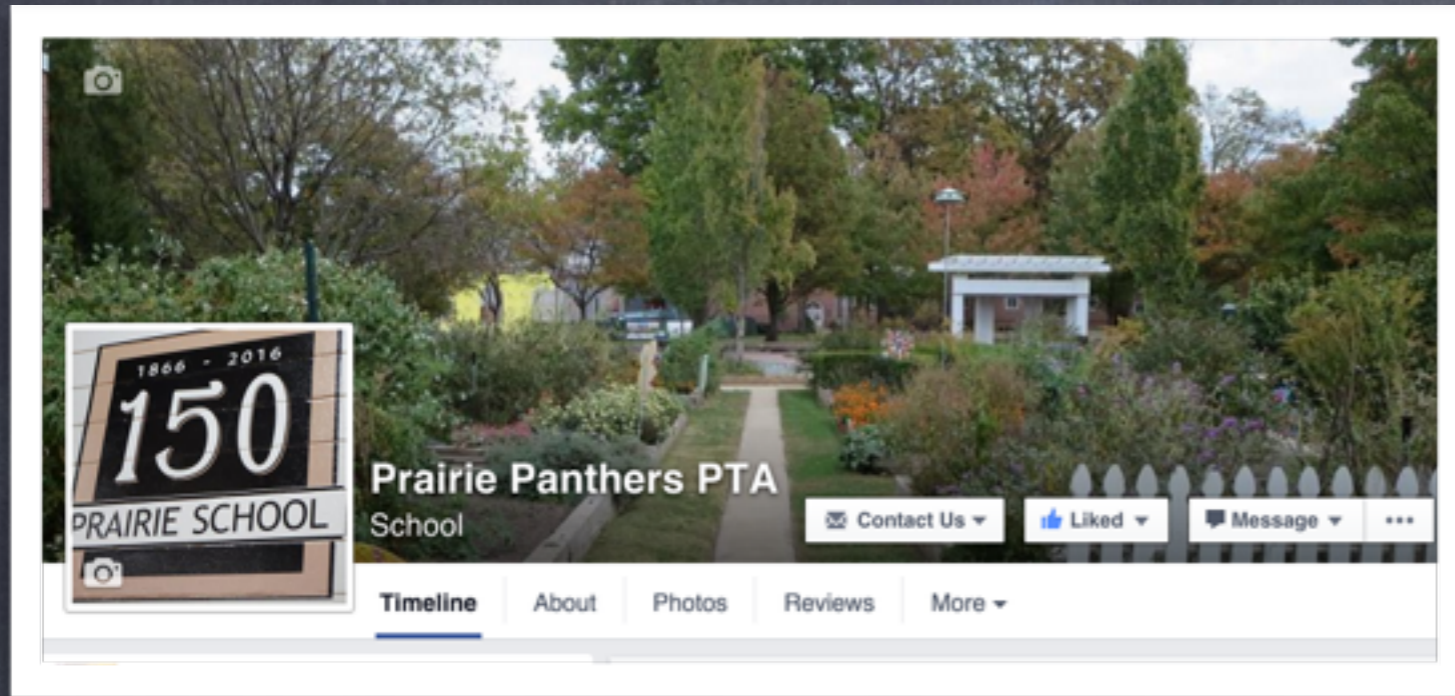 1866 - 2016
150
PRAIRIE SCHOOL
Prairie Panthers PTA
School
Contact Us
Liked
Message
Timeline
About
Photos
Reviews
More